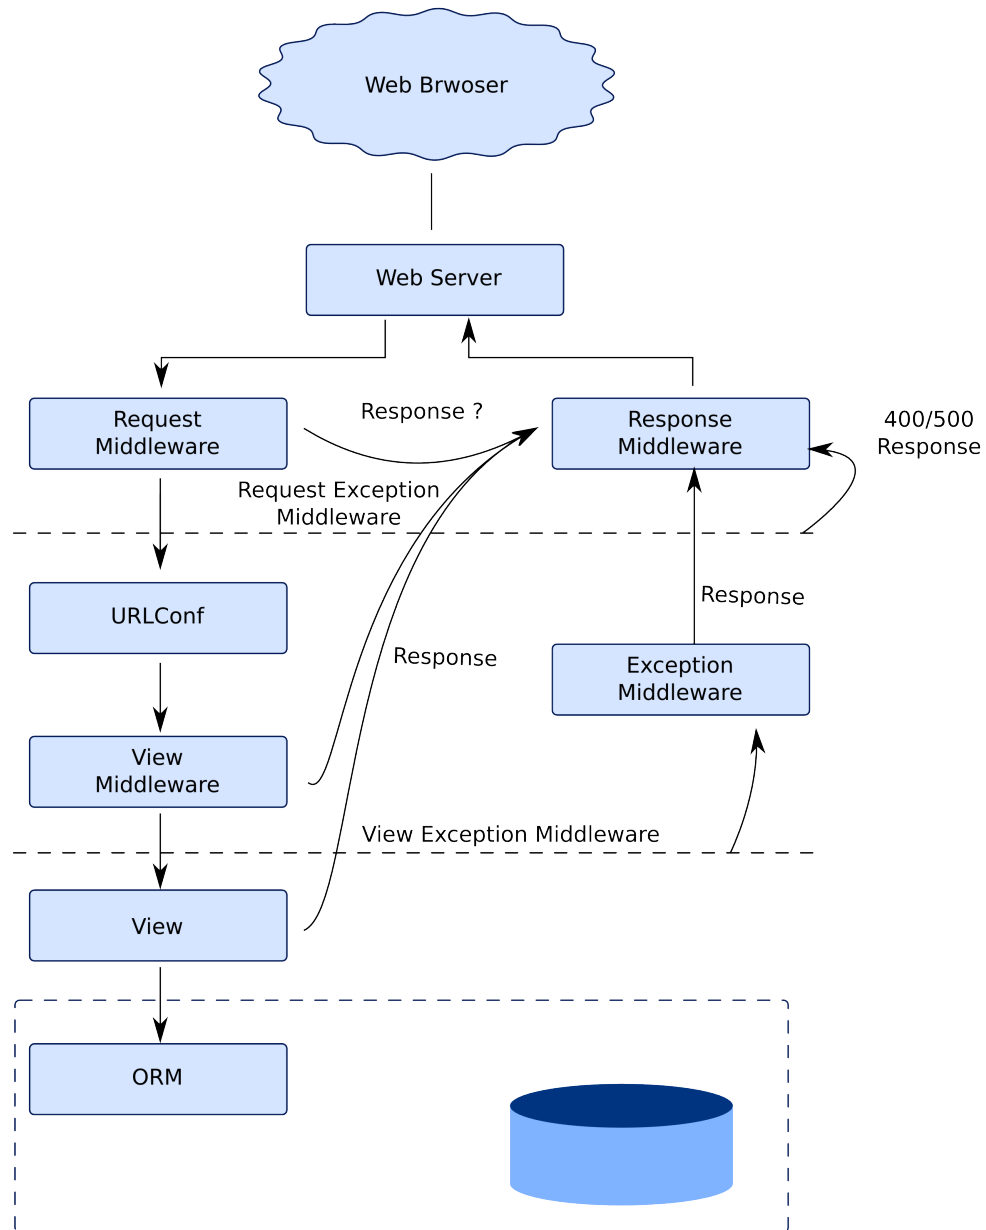 Web Brwoser
Web Server
Request
Middleware
Response ?
Response
Middleware
400/500
Response
Request Exception
Middleware
URLConf
Response
Response
Exception
Middleware
View
Middleware
View Exception Middleware
View
ORM